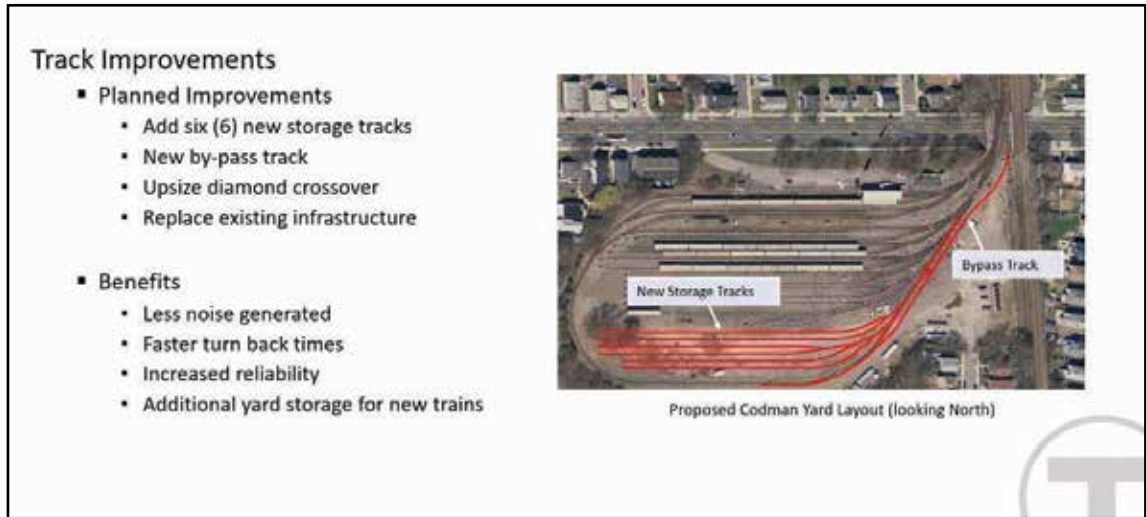 Track Improvements
▪ Planned Improvements
• Add six (6) new storage tracks
• New by-pass track
• Upsize diamond crossover
• Replace existing infrastructure
▪ Benefits
• Less noise generated
• Faster turn back times
• Increased reliability
• Additional yard storage for new trains
Bypass Track
New Storage Tracks
Proposed Codman Yard Layout (looking North)
T